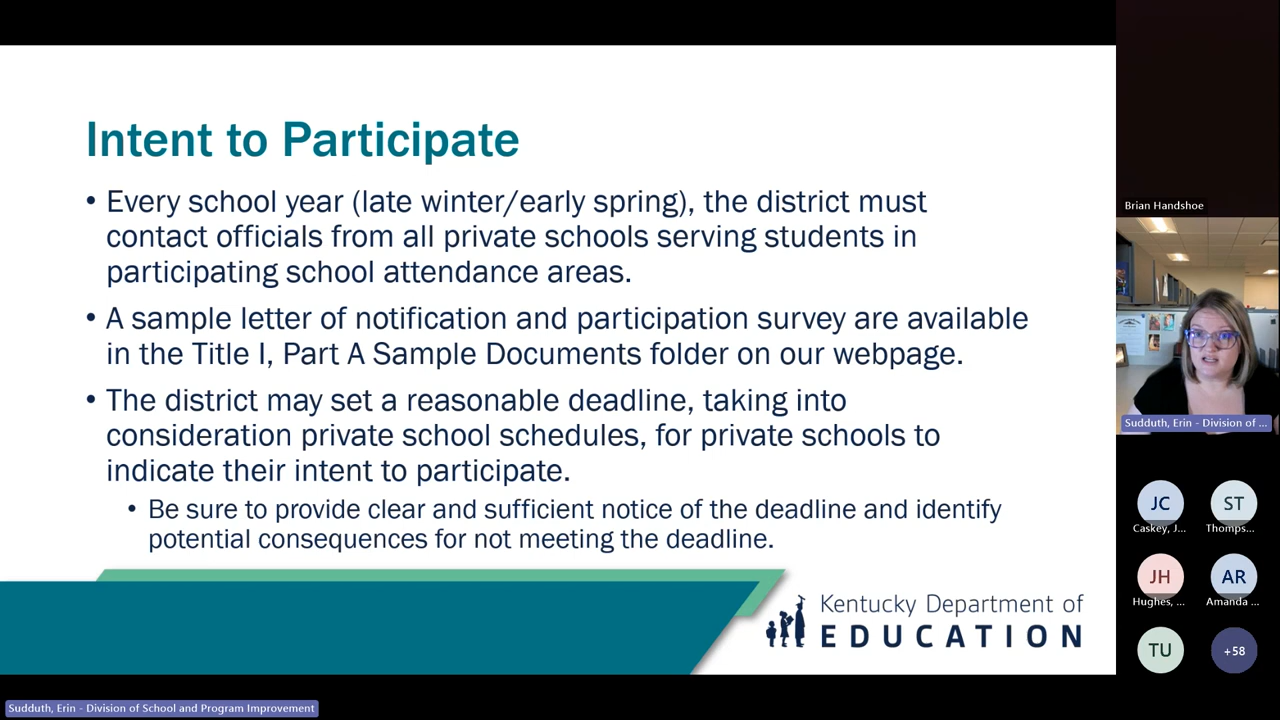 Intent to Participate
• Every school year (late winter/early spring), the district must
contact officials from all private schools serving students in
participating school attendance areas.
• A sample letter of notification and participation survey are available
in the Title I, Part A Sample Documents folder on our webpage.
• The district may set a reasonable deadline, taking into
consideration private school schedules, for private schools to
indicate their intent to participate.
• Be sure to provide clear and sufficient notice of the deadline and identify
potential consequences for not meeting the deadline.
Kentucky Department of
EDUCATION
Brian Handshoe
Sudduth, Erin - Division of ...
JC
Caskey, J...
ST
Thomps...
JH
Hughes, ...
AR
Amanda ...
TU
+58
Sudduth, Erin - Division of School and Program Improvement